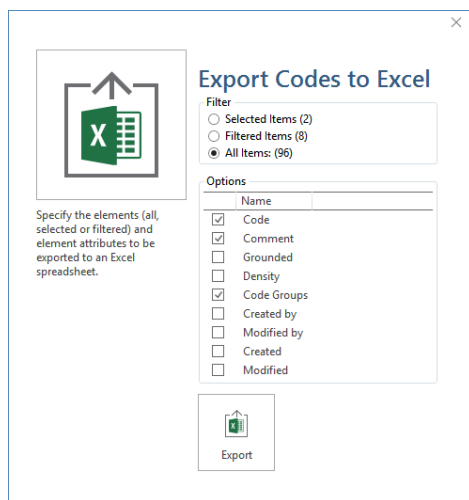 Export Codes to Excel
Filter
Selected Items (2)
Filtered Items (8)
All Items: (96)
Specify the elements (all,
selected or filtered) and
element attributes to be
exported to an Excel
spreadsheet.
Options
Name
Code
Comment
Grounded
Density
Code Groups
Created by
Modified by
Created
Modified
X
X
Export